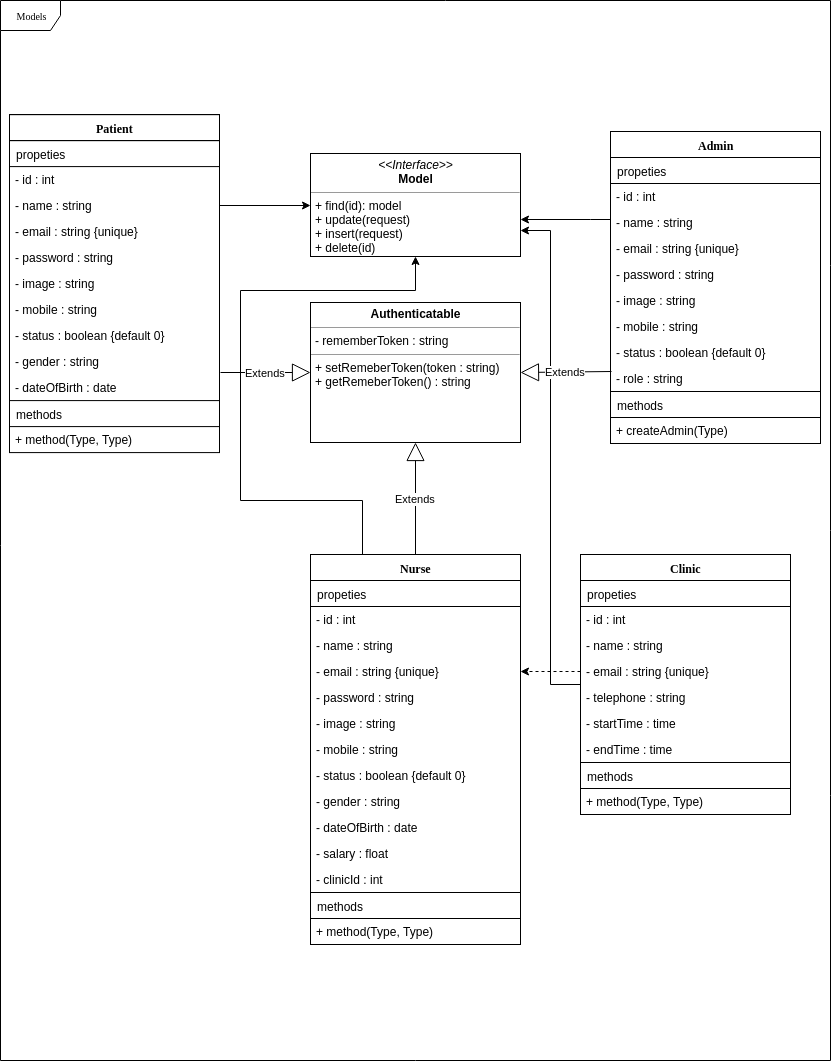 Models
Patient
propeties
- id : int
- name : string
- email : string {unique}
- password : string
- image : string
- mobile : string
- status : boolean {default 0}
- gender : string
- dateOfBirth : date
methods
+ method(Type, Type)
<<Interface>>
Model
+ find(id): model
+ update(request)
+ insert(request)
+ delete(id)
Authenticatable
- rememberToken : string
+ setRemeberToken(token : string)
+ getRemeberToken() : string
Extends
Extends
Extends
Admin
propeties
- id : int
- name : string
- email : string {unique}
- password : string
- image : string
- mobile : string
- status : boolean {default 0}
- role : string
methods
+ createAdmin(Type)
Nurse
propeties
- id : int
- name : string
- email : string {unique}
- password : string
- image : string
- mobile : string
- status : boolean {default 0}
- gender : string
- dateOfBirth : date
- salary : float
- clinicId : int
methods
+ method(Type, Type)
Clinic
propeties
- id : int
- name : string
- email : string {unique}
- telephone : string
- startTime : time
- endTime : time
methods
+ method(Type, Type)